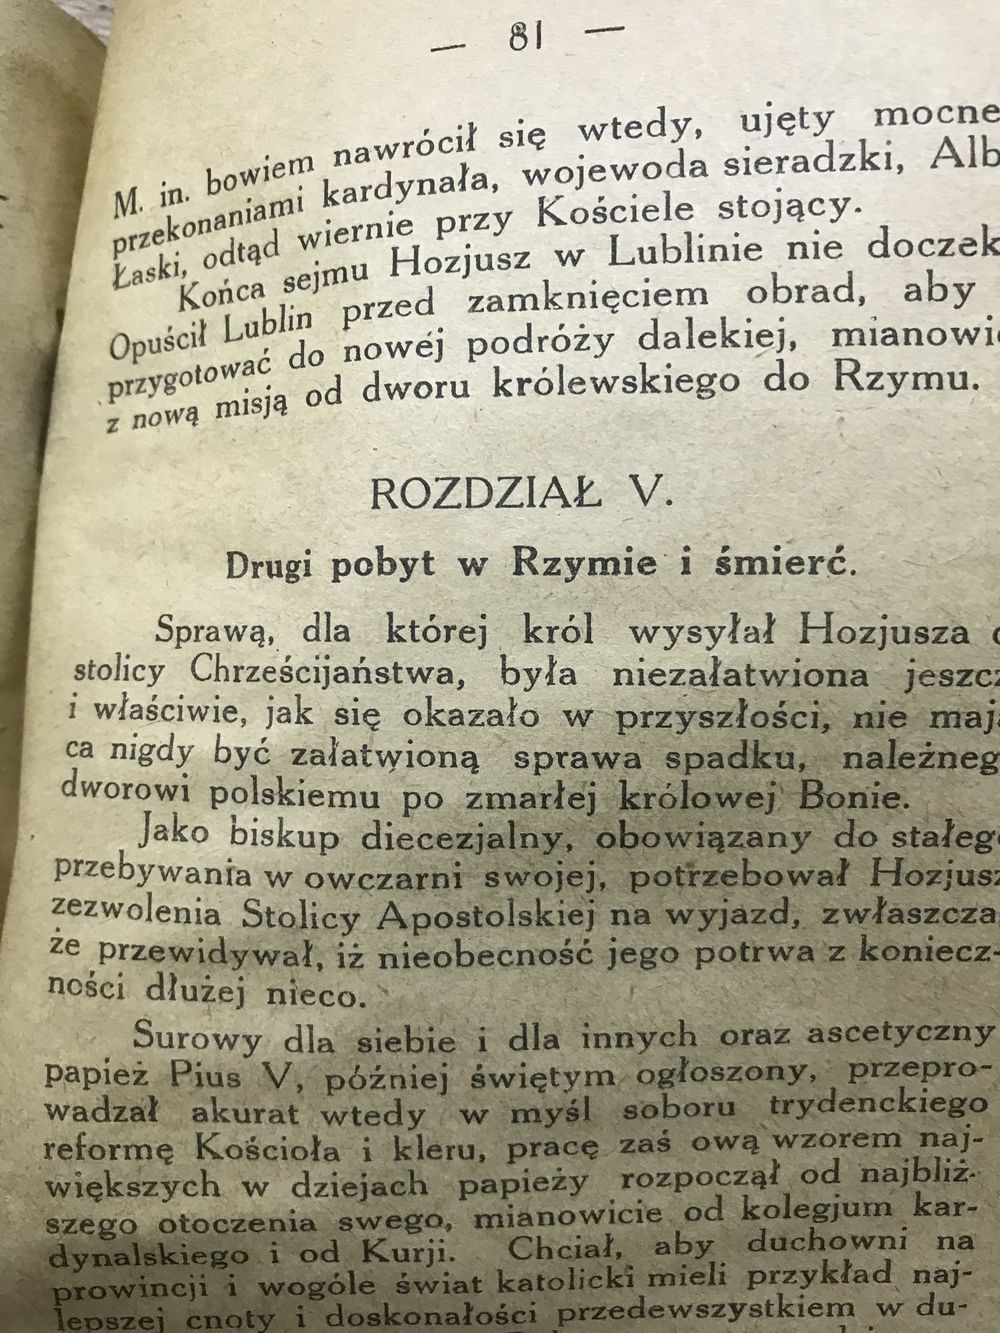 — 81 —
M. in. bowiem nawrócił się wtedy, ujęty mocne
przekonaniami kardynała, wojewoda sieradzki, Alb
Łaski, odtąd wiernie przy Kościele stojący.
Końca sejmu Hozjusz w Lublinie nie doczek
Opuścił Lublin przed zamknięciem obrad, aby
przygotować do nowej podróży dalekiej, mianowic
z nową misją od dworu królewskiego do Rzymu.
ROZDZIAŁ V.
Drugi pobyt w Rzymie i śmierć.
Sprawą, dla której król wysyłał Hozjusza
stolicy Chrześcijaństwa, była niezałatwiona jeszcz
i właściwie, jak się okazało w przyszłości, nie mają
ca nigdy być załatwioną sprawa spadku, należneg
dworowi polskiemu po zmarłej królowej Bonie.
Jako biskup diecezjalny, obowiązany do stałego
przebywania w owczarni swojej, potrzebował Hozjusz
zezwolenia Stolicy Apostolskiej na wyjazd, zwłaszcza,
że przewidywał, iż nieobecność jego potrwa z koniecz-
ności dłużej nieco.
Surowy dla siebie i dla innych oraz ascetyczny
papież Pius V, później świętym ogłoszony, przepro-
wadzał akurat wtedy w myśl soboru trydenckiego
reformę Kościoła i kleru, pracę zaś ową wzorem naj-
większych w dziejach papieży rozpoczął od najbliż-
szego otoczenia swego, mianowicie od kolegjum kar-
dynalskiego i od Kurji. Chciał, aby duchowni na
prowincji i wogóle świat katolicki mieli przykład naj-
lepszej cnoty i doskonałości przedewszystkiem w du-